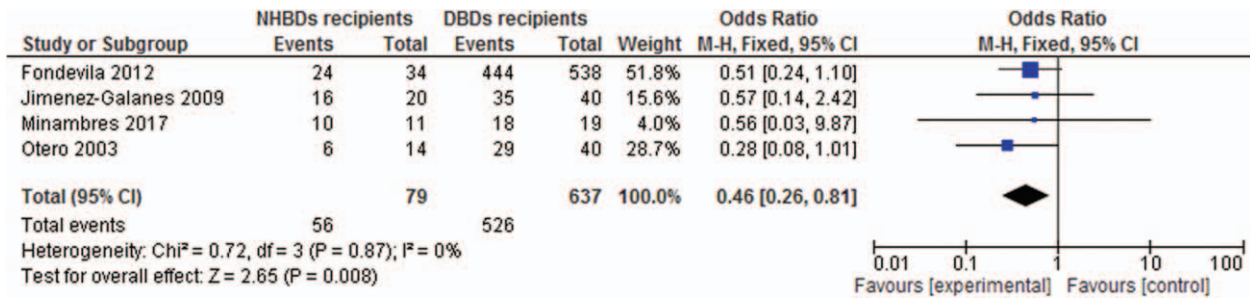 NHBDs recipients DBDs recipients Odds Ratio Odds Ratio
Study or Subgroup Events Total Events Total Weight M-H, Fixed, 95% CI M-H, Fixed, 95% CI
Fondevila 2012 24 34 444 538 51.8% 0.51 [0.24, 1.10]
Jimenez-Galanes 2009 16 20 35 40 15.6% 0.57 [0.14, 2.42]
Minambres 2017 10 11 18 19 4.0% 0.56 [0.03, 9.87]
Otero 2003 6 14 29 40 28.7% 0.28 [0.08, 1.01]
Total (95% CI) 79 637 100.0% 0.46 [0.26, 0.81]
Total events 56 526
Heterogeneity: Chi² = 0.72, df = 3 (P = 0.87); I² = 0%
Test for overall effect: Z = 2.65 (P = 0.008)
0.01 0.1 1 10 100
Favours [experimental] Favours [control]